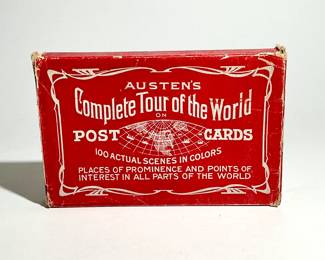 AUSTEN'S
Complete Tour of the World
ON
POST CARDS
100 ACTUAL SCENES IN COLORS
PLACES OF PROMINENCE AND POINTS OF
INTEREST IN ALL PARTS OF THE WORLD